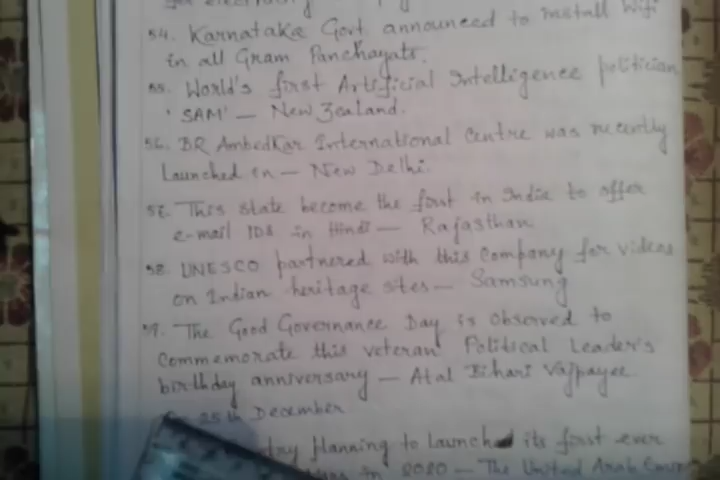 54. Karnataka Govt announced to install Wifi
in all Gram Panchayats.
55. World's first Artificial Intelligence politician
'SAM' — New Zealand.
56. BR Ambedkar International Centre was recently
Launched in — New Delhi.
57. This state become the first in India to offer
e-mail IDs in Hindi — Rajasthan
58. UNESCO partnered with this Company for videos
on Indian heritage sites — Samsung
59. The Good Governance Day is observed to
commemorate this veteran Political Leader's
birthday anniversary — Atal Bihari Vajpayee
25th December
planning to launch its first ever
in 2020 — The United Arab